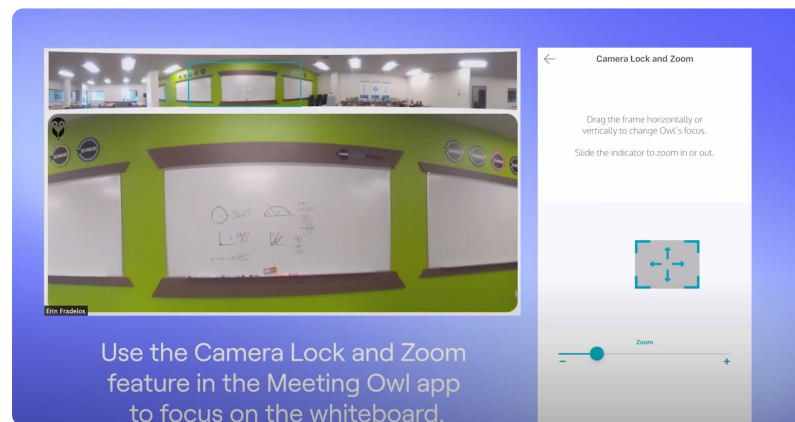 Camera Lock and Zoom
Drag the frame horizontally or
vertically to change Owl's focus.
Slide the indicator to zoom in or out.
Zoom
Erin Fradelos
Use the Camera Lock and Zoom
feature in the Meeting Owl app
to focus on the whiteboard.